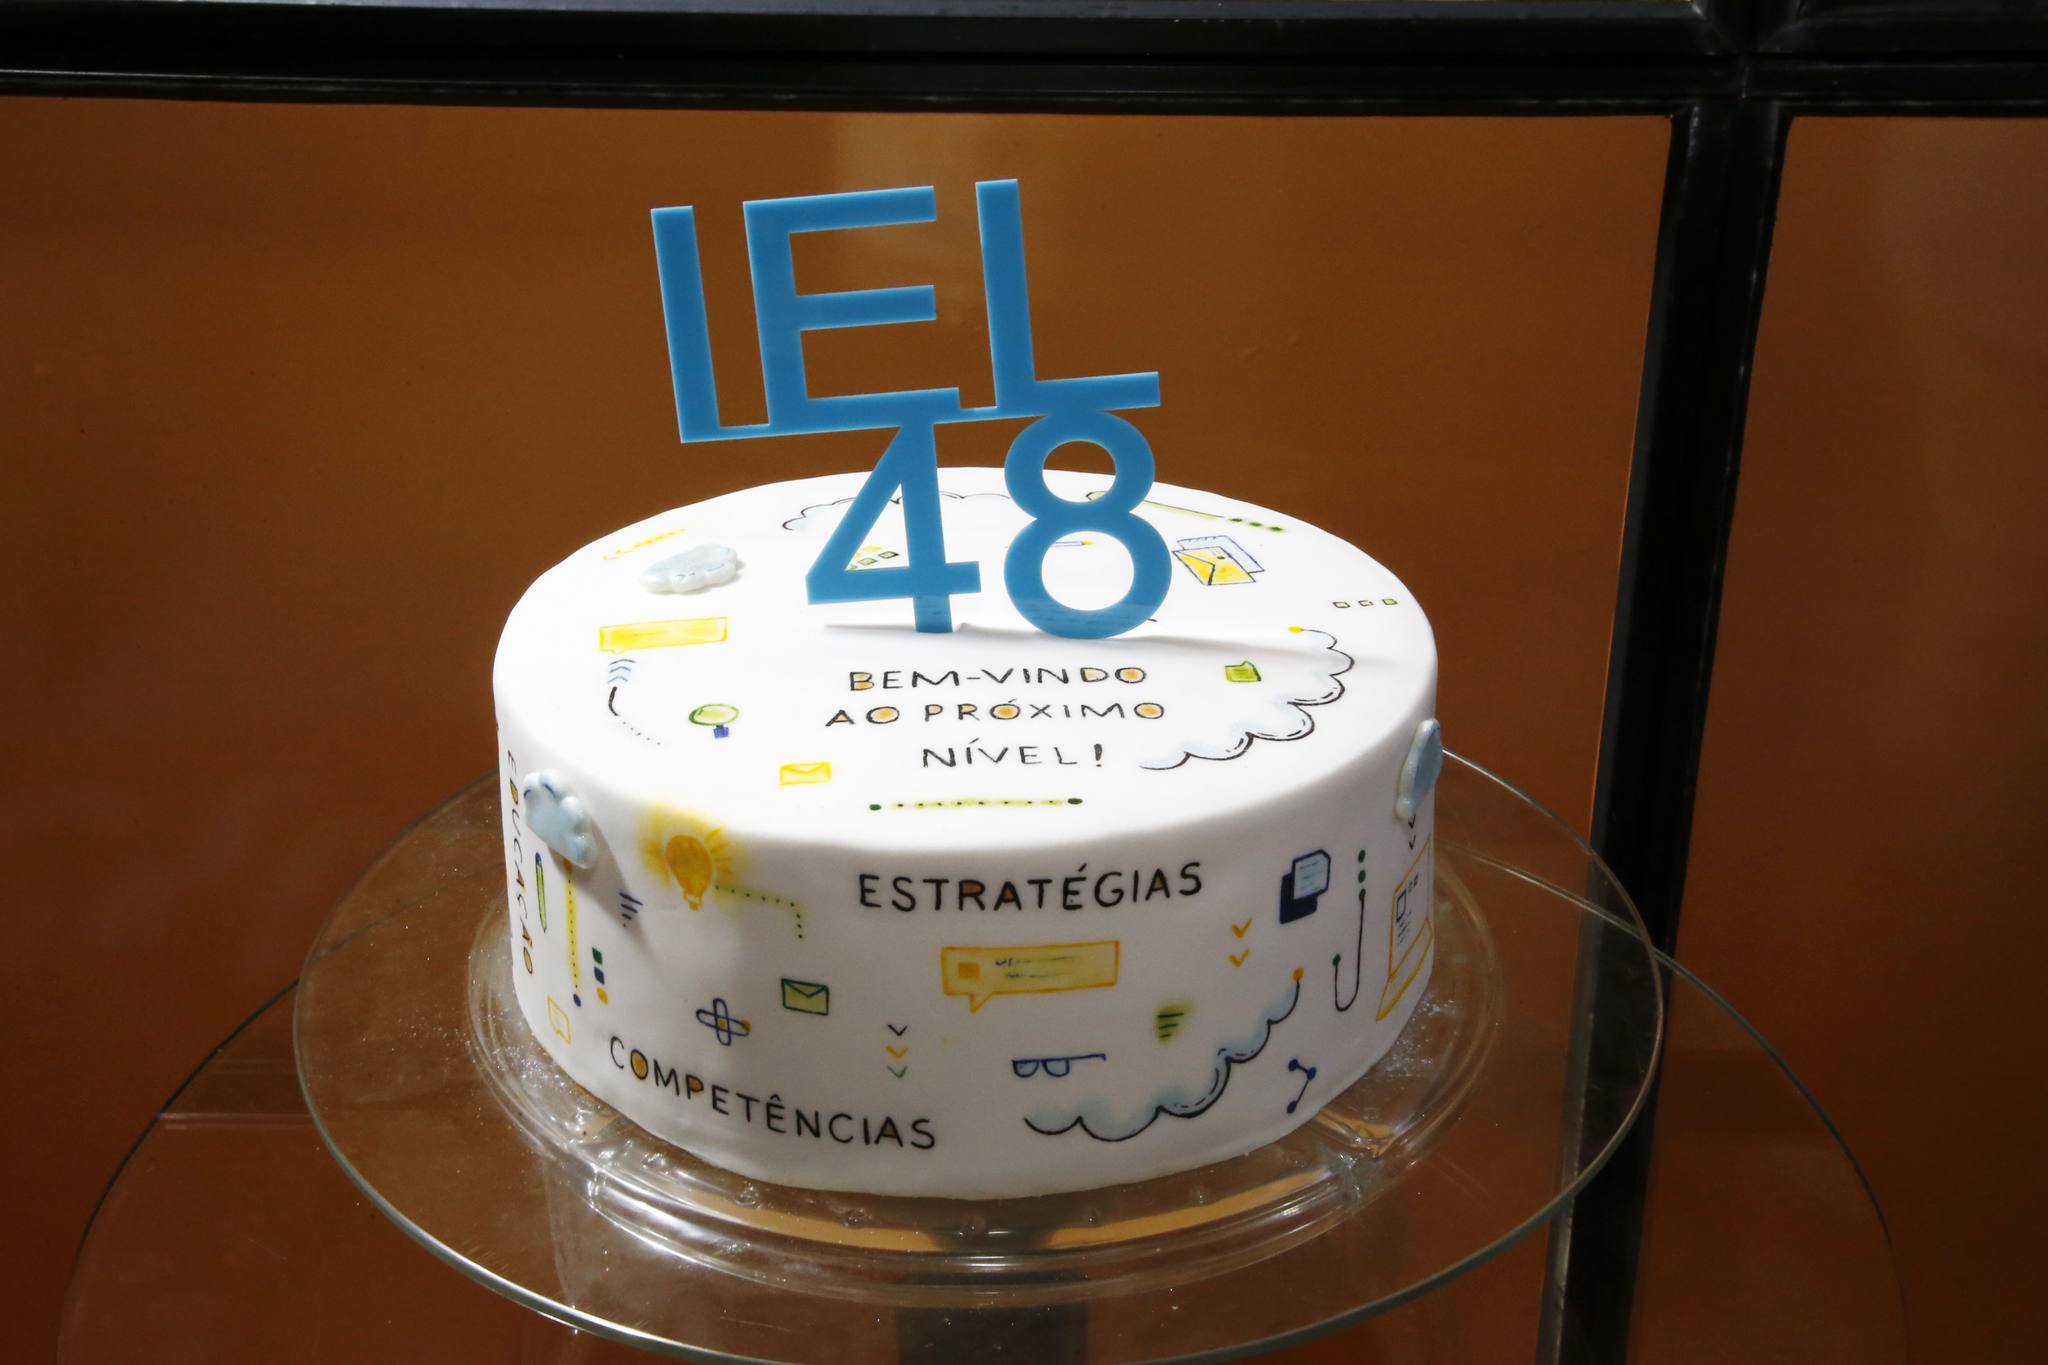 IEL
48
BEM-VINDO
AO PRÓXIMO
NÍVEL!
EDUCAÇÃO
ESTRATÉGIAS
COMPETÊNCIAS